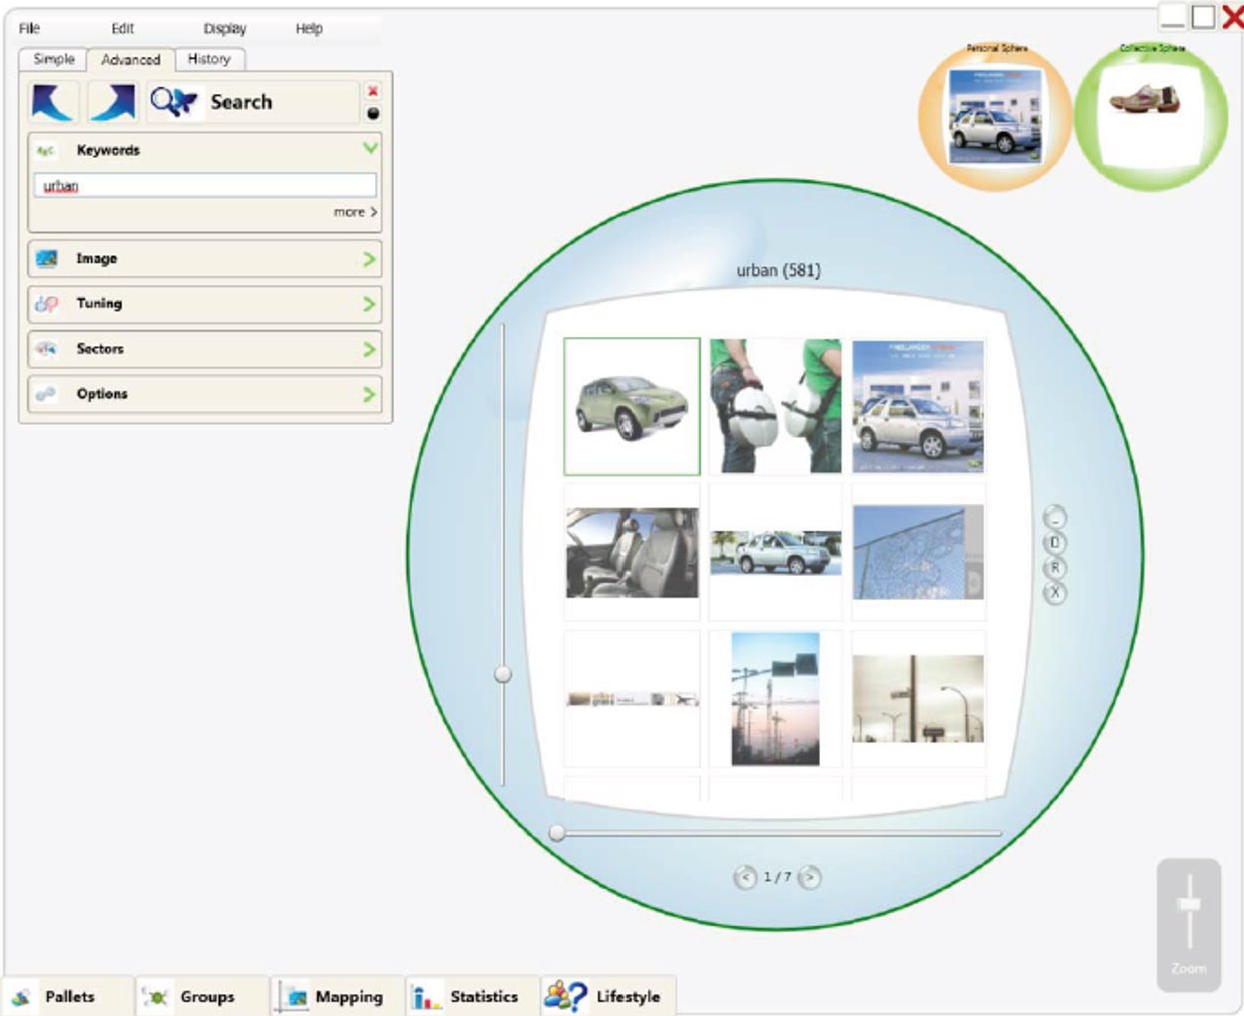 File Edit Display Help
Simple Advanced History
Search
Keywords
urban
more >
Image
Tuning
Sectors
Options
Personal Sphere
Collective Sphere
urban (581)
FREELANDER
_
D
R
X
< 1 / 7 >
Zoom
Pallets Groups Mapping Statistics Lifestyle